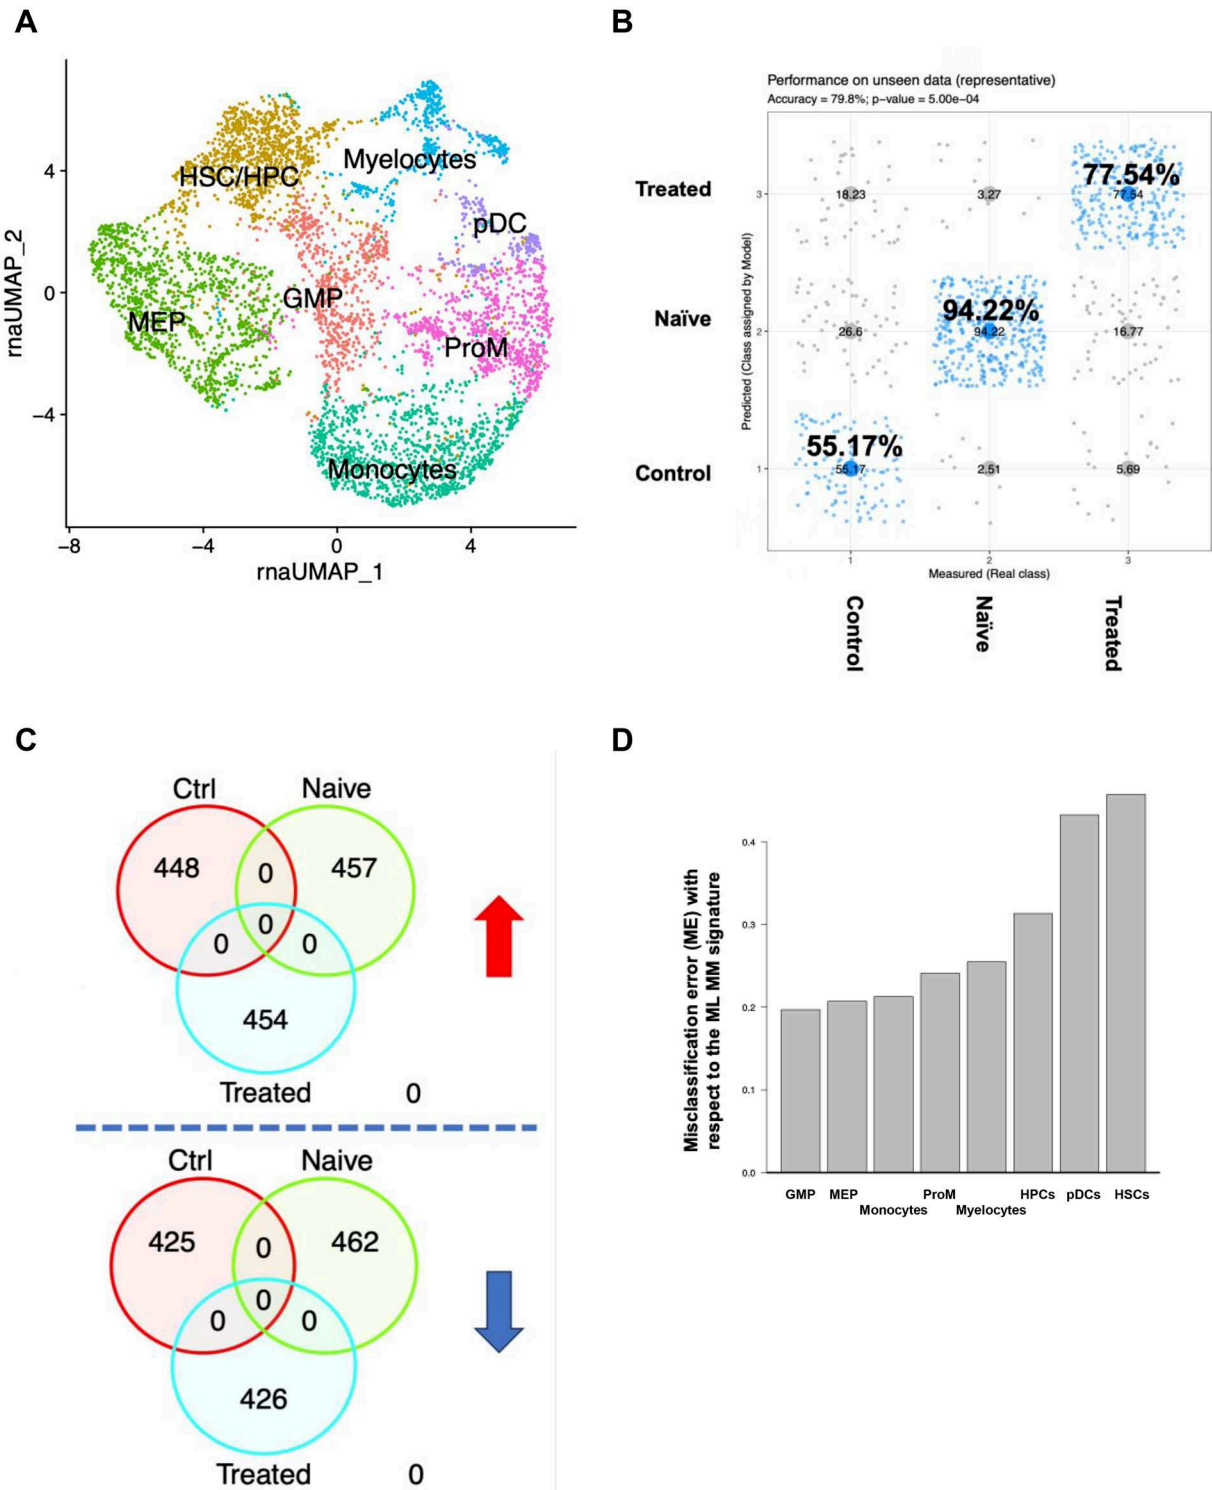 A
rnaUMAP_2
4
0
−4
−8
−4
0
4
rnaUMAP_1
HSC/HPC
Myelocytes
pDC
GMP
MEP
ProM
Monocytes
B
Performance on unseen data (representative)
Accuracy = 79.8%; p−value = 5.00e−04
Treated
Naïve
Control
Predicted (Class assigned by Model)
3
2
1
18.23
3.27
77.54%
77.54
26.6
94.22%
94.22
16.77
55.17%
55.17
2.51
5.69
1
2
3
Measured (Real class)
Control
Naïve
Treated
C
Ctrl
Naive
448
0
457
0
0
0
454
Treated
0
Ctrl
Naive
425
0
462
0
0
0
426
Treated
0
D
Misclassification error (ME) with
respect to the ML MM signature
0.4
0.3
0.2
0.1
0.0
GMP
MEP
Monocytes
ProM
Myelocytes
HPCs
pDCs
HSCs